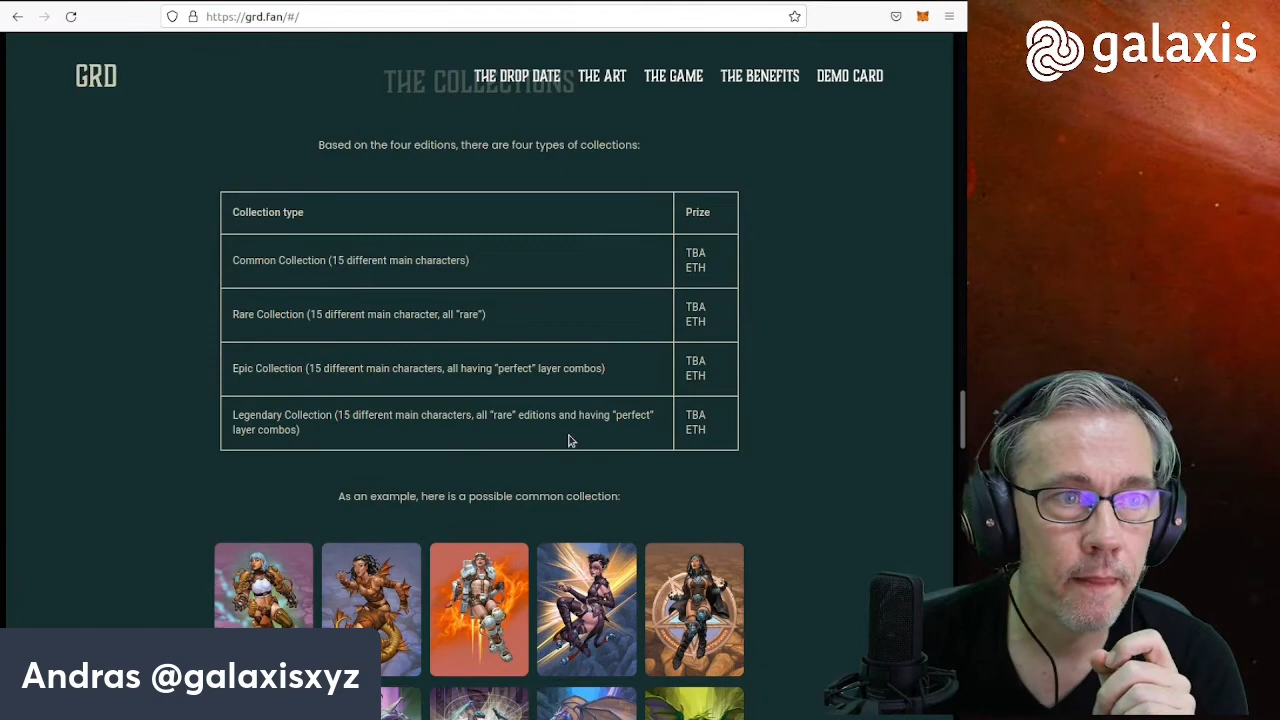 https://grd.fan/#/
galaxis
GRD
THE COLLECTIONS
THE DROP DATE
THE ART
THE GAME
THE BENEFITS
DEMO CARD
Based on the four editions, there are four types of collections:
Collection type
Prize
Common Collection (15 different main characters)
TBA
ETH
Rare Collection (15 different main character, all "rare")
TBA
ETH
Epic Collection (15 different main characters, all having "perfect" layer combos)
TBA
ETH
Legendary Collection (15 different main characters, all "rare" editions and having "perfect"
layer combos)
TBA
ETH
As an example, here is a possible common collection:
Andras @galaxisxyz